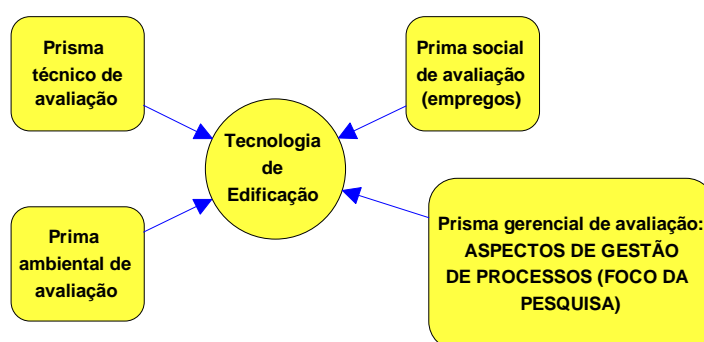 Prisma
técnico de
avaliação
Prima social
de avaliação
(empregos)
Tecnologia
de
Edificação
Prima
ambiental de
avaliação
Prisma gerencial de avaliação:
ASPECTOS DE GESTÃO
DE PROCESSOS (FOCO DA
PESQUISA)